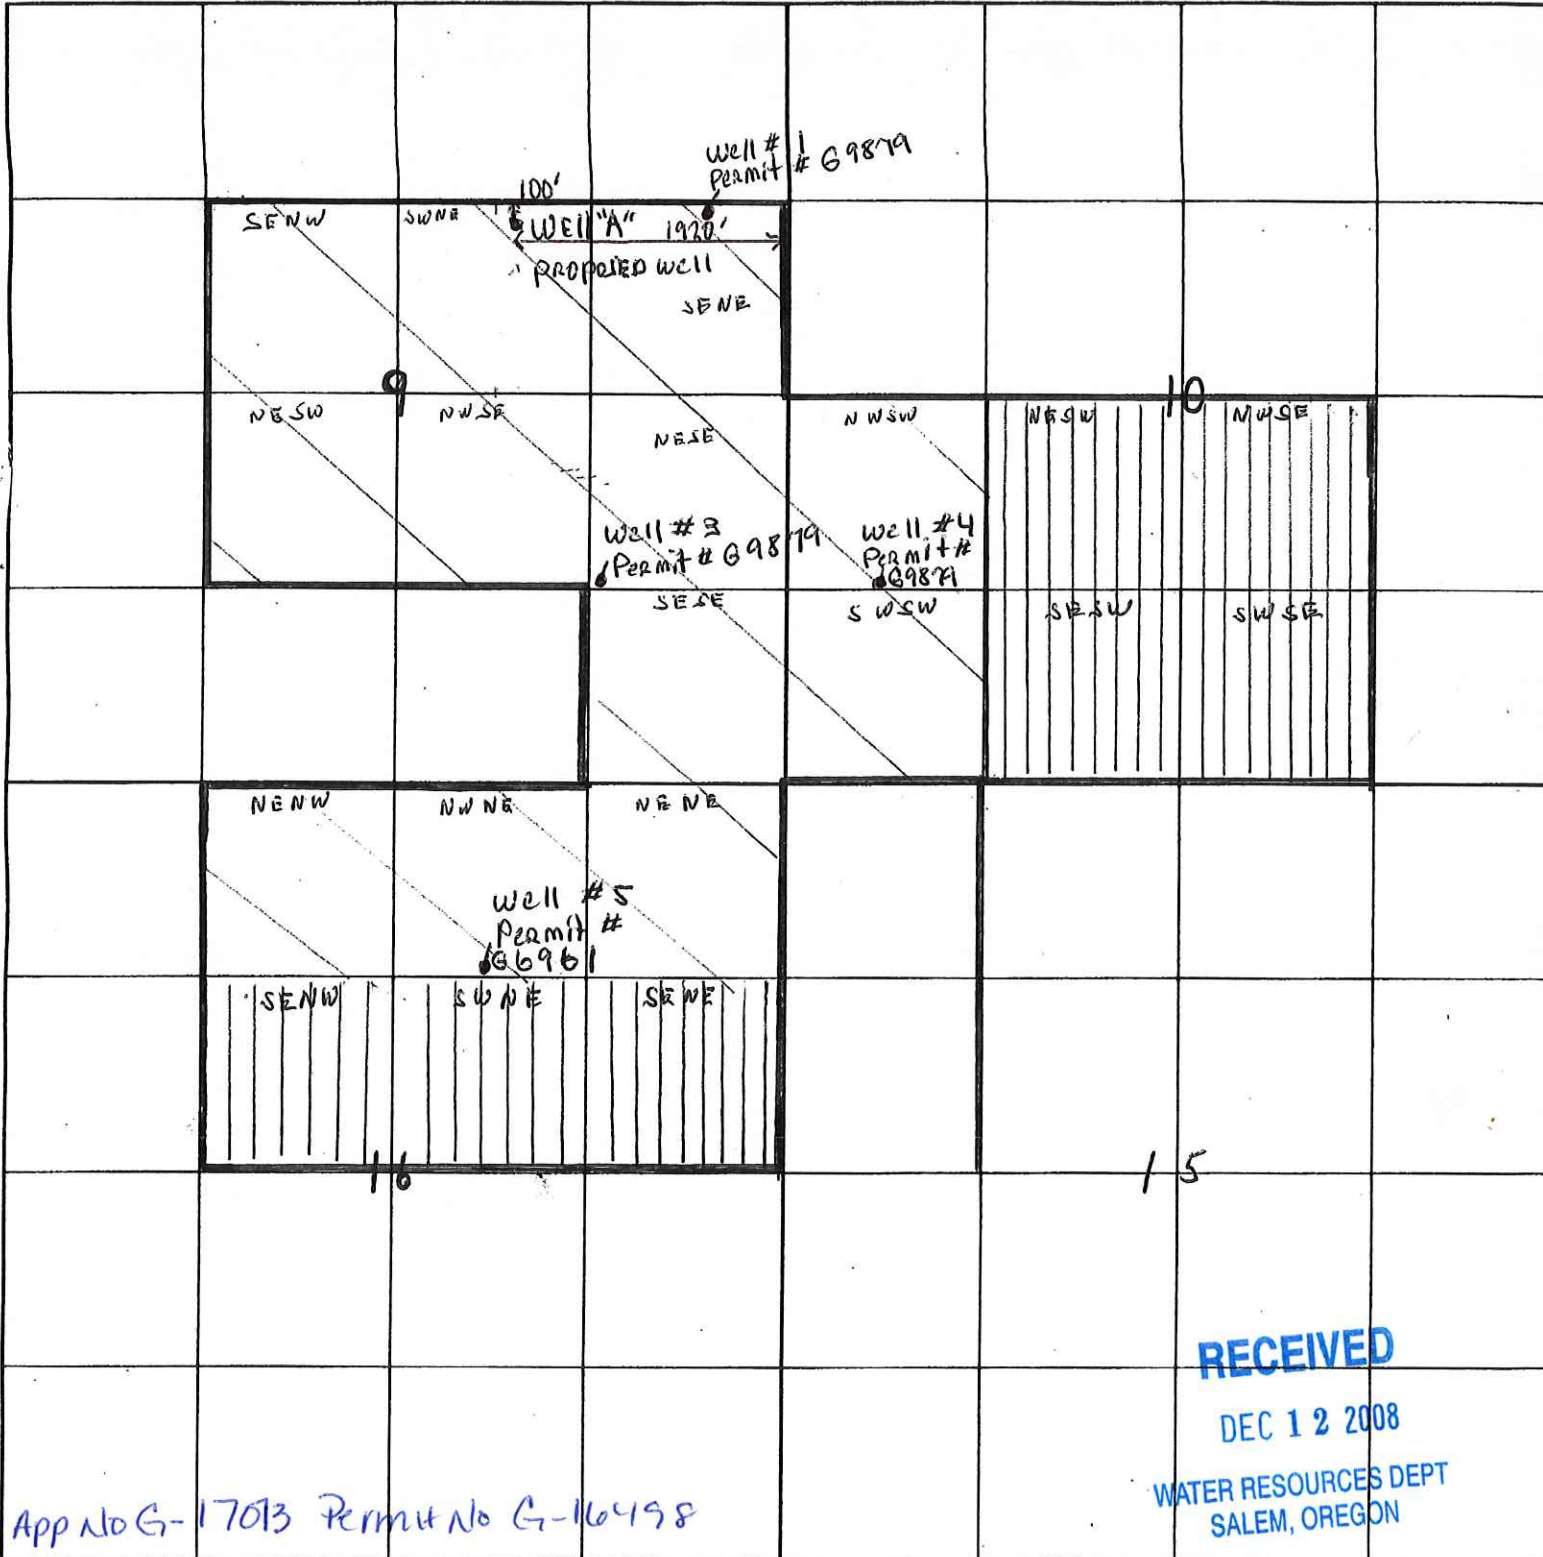 Well # 1
Permit # G9879
100'
SENW SWNE
WEll "A" 1920'
PROPOSED Well
SENE
9 10
NESW NWSE NESE NWSW NESW NWSE
Well # 3
Permit # G9879
Well #4
Permit #
G9879
SESE SWSW SESW SWSE
NENW NWNE NENE
Well # 5
Permit #
G6961
SENW SWNE SENE
16 15
RECEIVED
DEC 12 2008
WATER RESOURCES DEPT
SALEM, OREGON
App No G-17013 Permit No G-16498